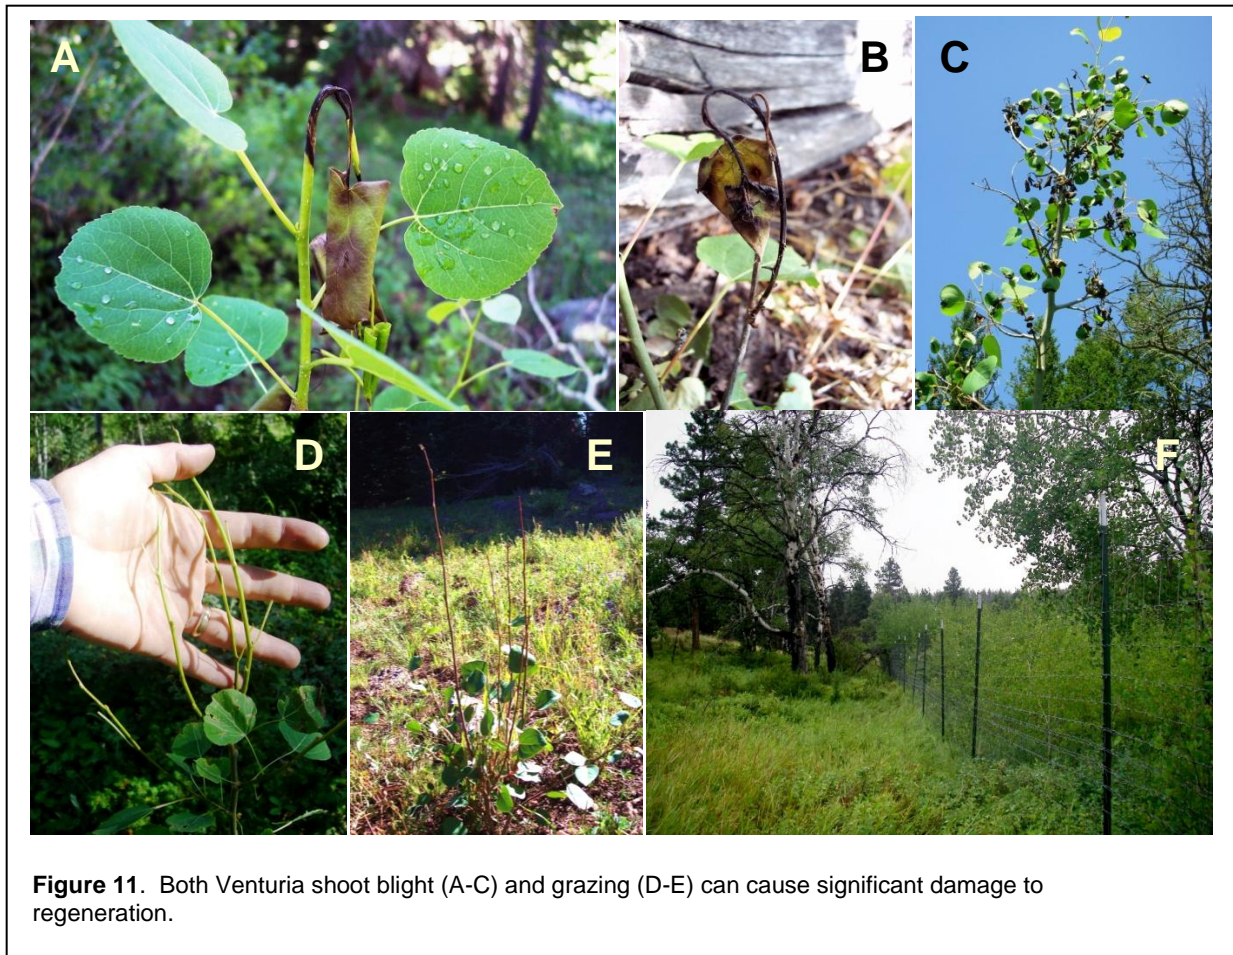 A
B
C
D
E
F
Figure 11. Both Venturia shoot blight (A-C) and grazing (D-E) can cause significant damage to
regeneration.